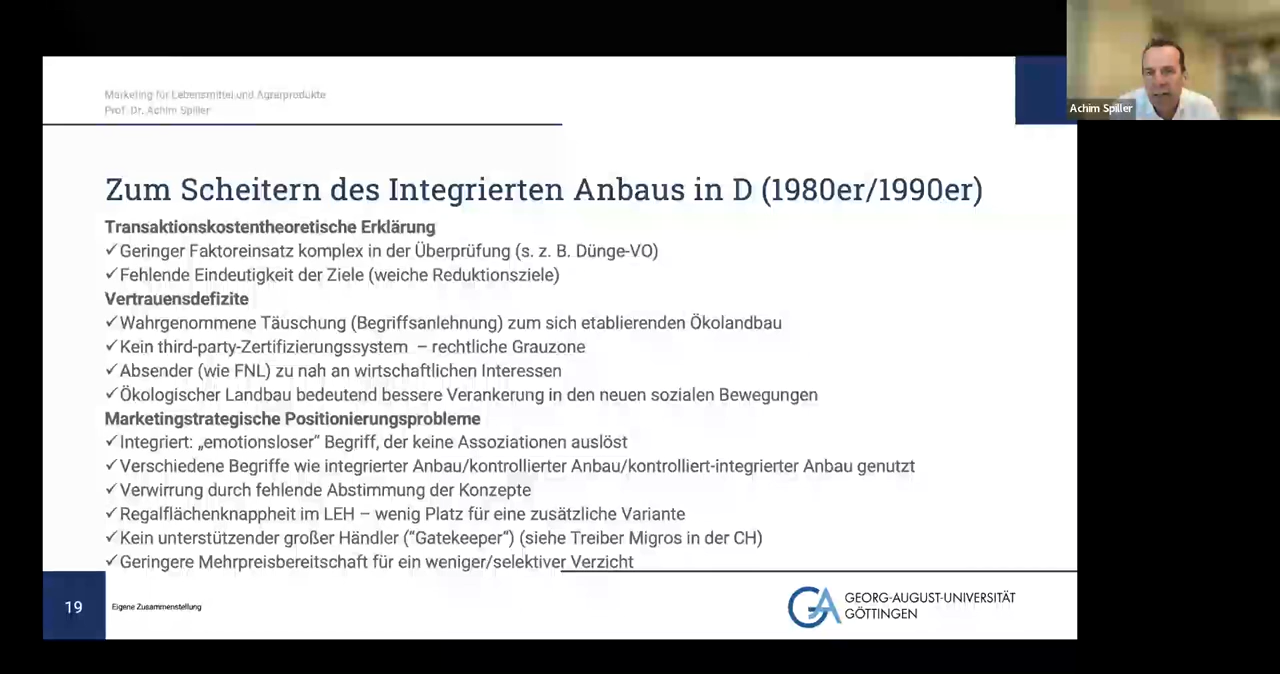 Marketing für Lebensmittel und Agrarprodukte
Prof. Dr. Achim Spiller
Achim Spiller
Zum Scheitern des Integrierten Anbaus in D (1980er/1990er)
Transaktionskostentheoretische Erklärung
✓Geringer Faktoreinsatz komplex in der Überprüfung (s. z. B. Dünge-VO)
✓Fehlende Eindeutigkeit der Ziele (weiche Reduktionsziele)
Vertrauensdefizite
✓Wahrgenommene Täuschung (Begriffsanlehnung) zum sich etablierenden Ökolandbau
✓Kein third-party-Zertifizierungssystem – rechtliche Grauzone
✓Absender (wie FNL) zu nah an wirtschaftlichen Interessen
✓Ökologischer Landbau bedeutend bessere Verankerung in den neuen sozialen Bewegungen
Marketingstrategische Positionierungsprobleme
✓Integriert: „emotionsloser“ Begriff, der keine Assoziationen auslöst
✓Verschiedene Begriffe wie integrierter Anbau/kontrollierter Anbau/kontrolliert-integrierter Anbau genutzt
✓Verwirrung durch fehlende Abstimmung der Konzepte
✓Regalflächenknappheit im LEH – wenig Platz für eine zusätzliche Variante
✓Kein unterstützender großer Händler (“Gatekeeper“) (siehe Treiber Migros in der CH)
✓Geringere Mehrpreisbereitschaft für ein weniger/selektiver Verzicht
19
Eigene Zusammenstellung
GEORG-AUGUST-UNIVERSITÄT
GÖTTINGEN